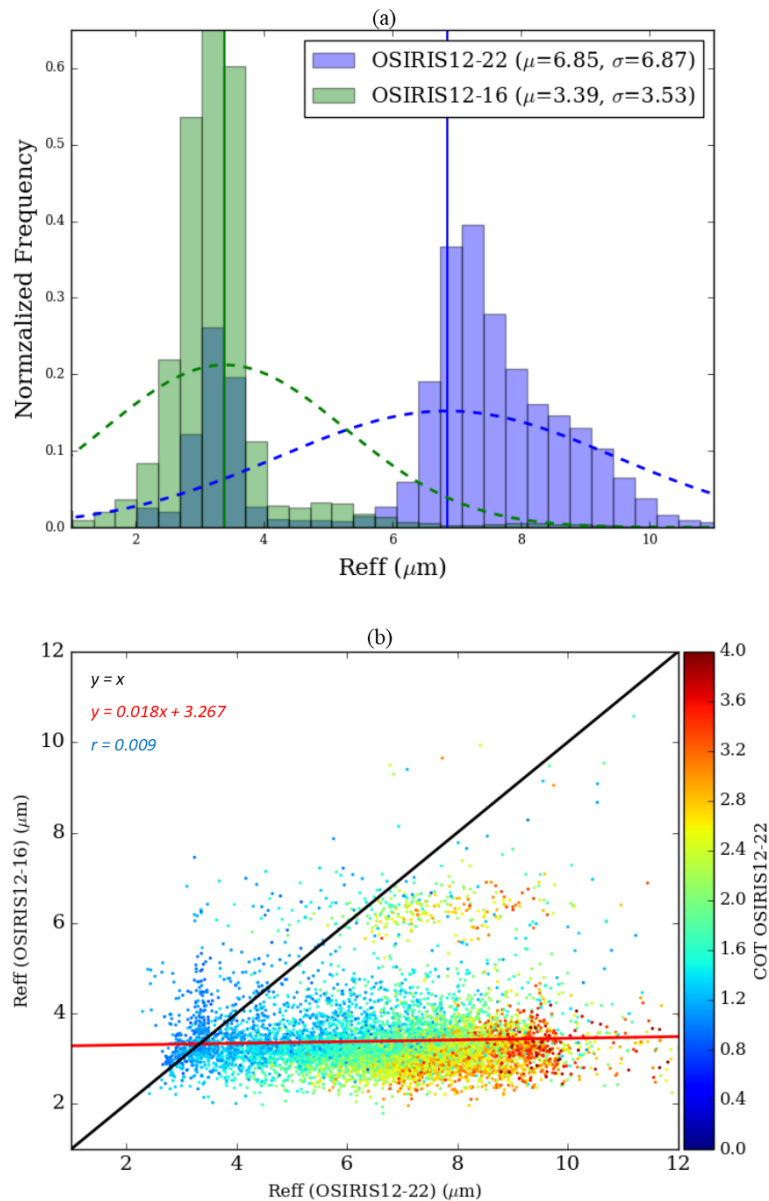 (a)
OSIRIS12-22 (μ=6.85, σ=6.87)
OSIRIS12-16 (μ=3.39, σ=3.53)
Normzalized Frequency
0.6
0.5
0.4
0.3
0.2
0.1
0.0
2 4 6 8 10
Reff (μm)
(b)
y = x
y = 0.018x + 3.267
r = 0.009
Reff (OSIRIS12-16) (μm)
12
10
8
6
4
2
2 4 6 8 10 12
Reff (OSIRIS12-22) (μm)
4.0
3.6
3.2
2.8
2.4
2.0
1.6
1.2
0.8
0.4
0.0
COT OSIRIS12-22